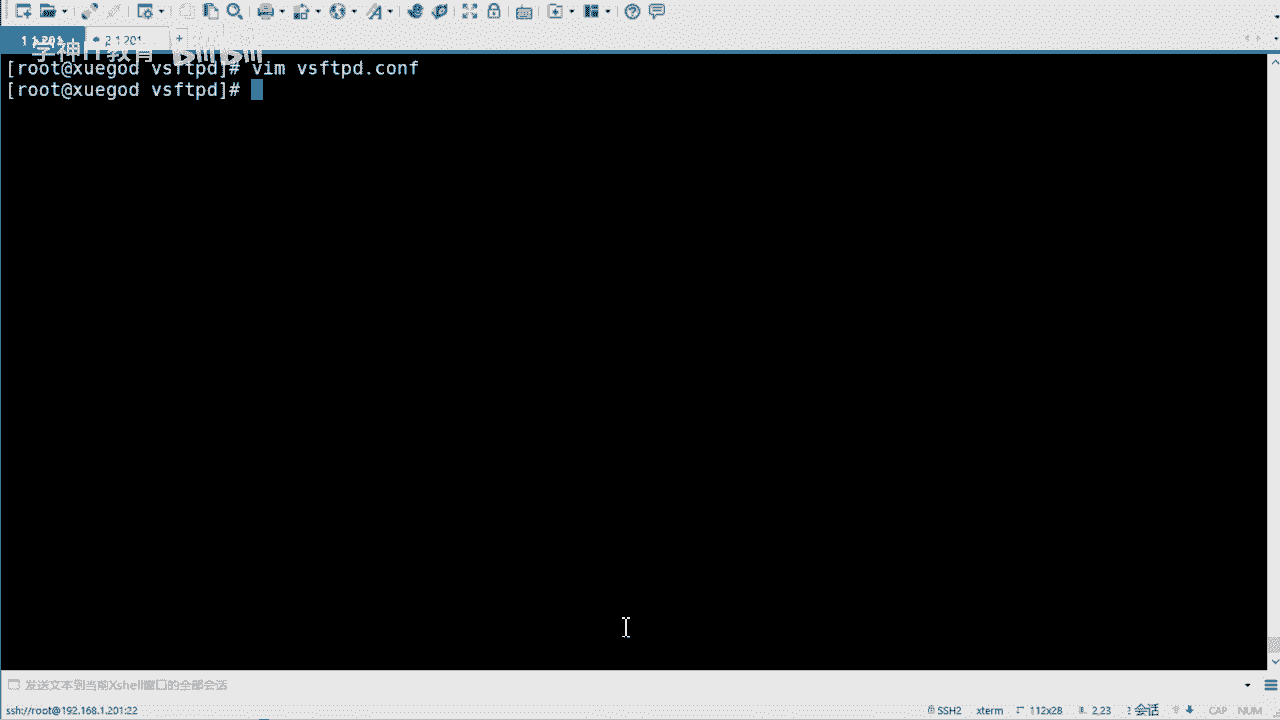 1 1.201
2 1.201
+
学神IT教育 bilibili
[root@xuegod vsftpd]# vim vsftpd.conf
[root@xuegod vsftpd]#
发送文本到当前Xshell窗口的全部会话
ssh://root@192.168.1.201:22
SSH2 xterm 112x28 2,23 1 会话 CAP NUM